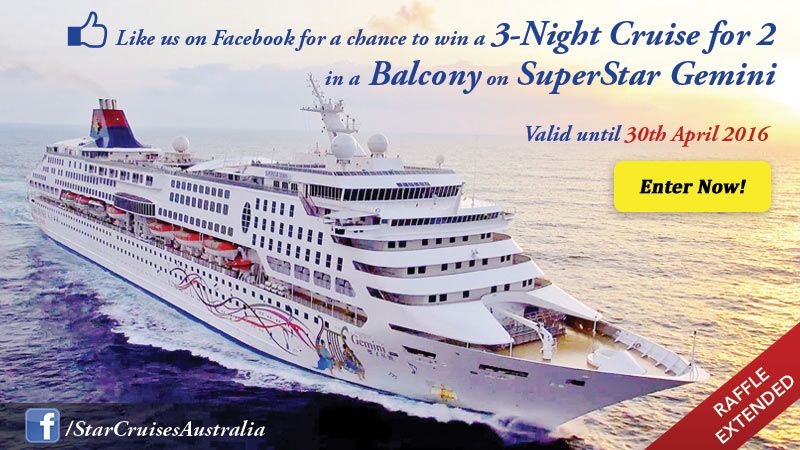 Like us on Facebook for a chance to win a 3-Night Cruise for 2
in a Balcony on SuperStar Gemini
Valid until 30th April 2016
Enter Now!
Gemini
RAFFLE
EXTENDED
f /StarCruisesAustralia